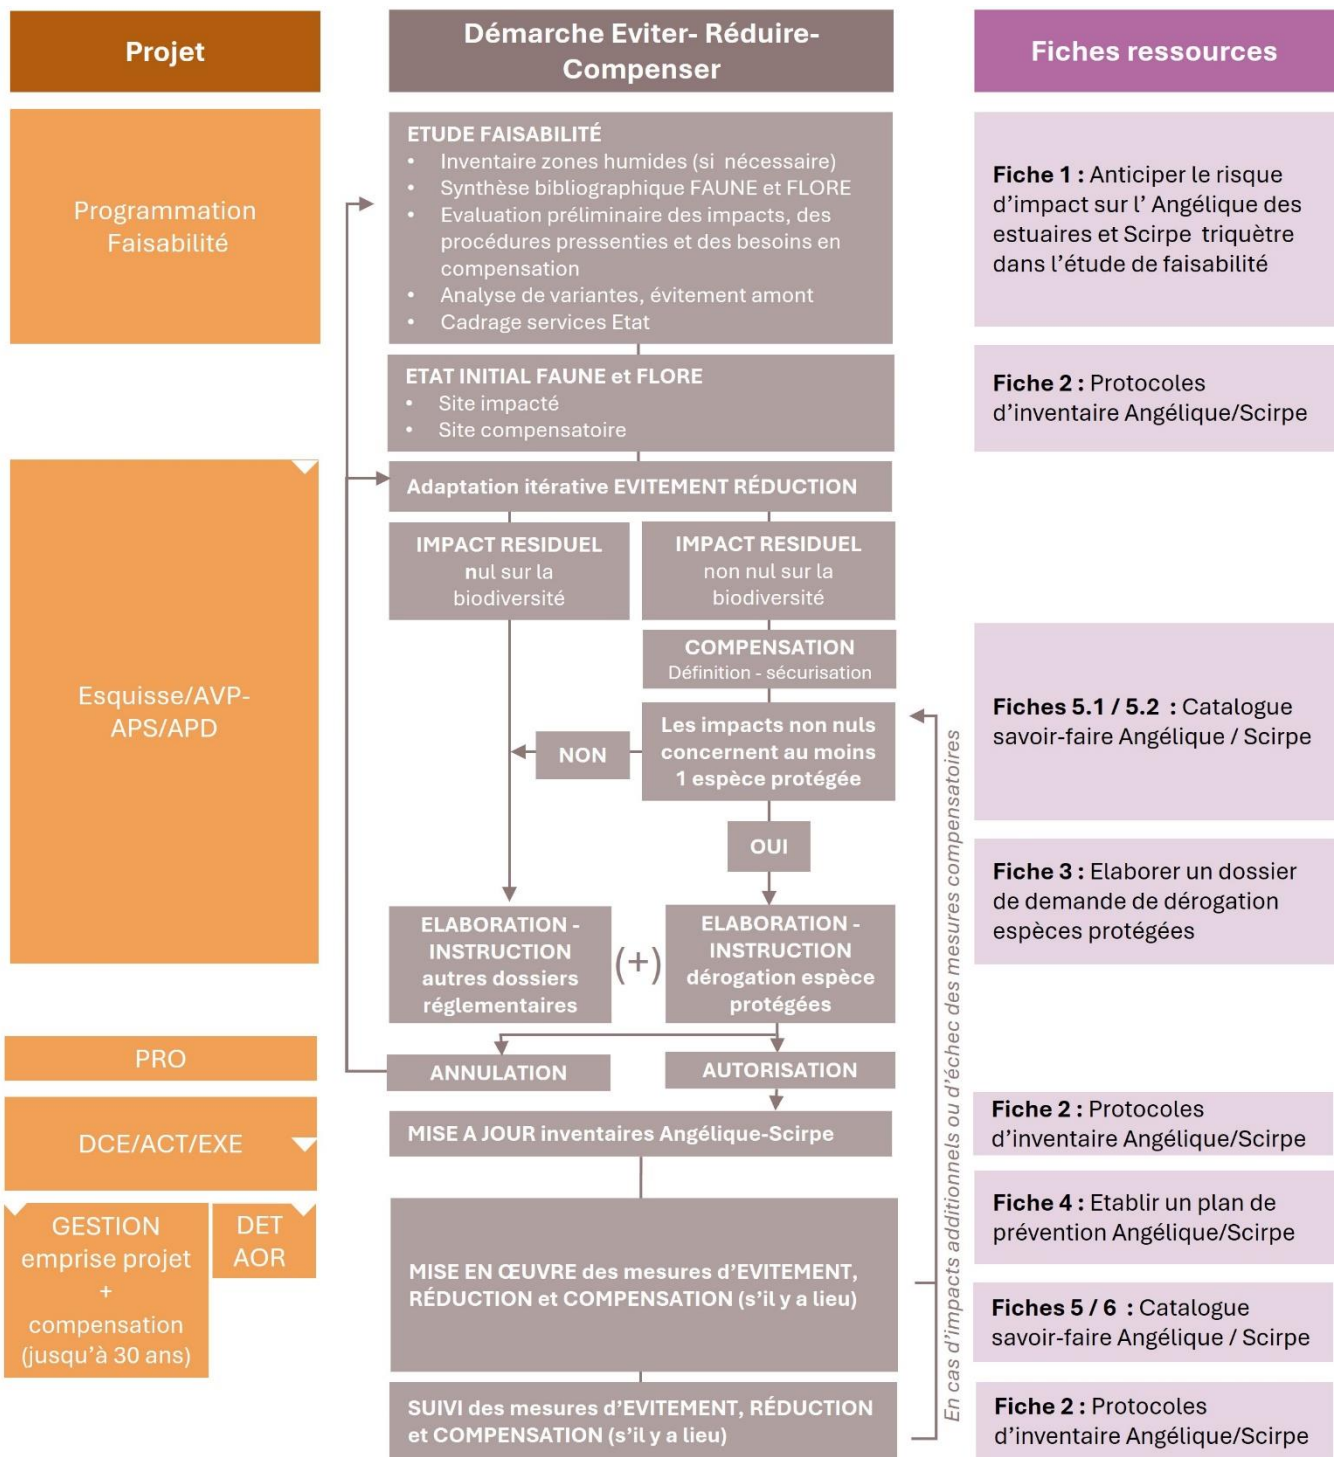 Projet
Démarche Eviter- Réduire-
Compenser
Fiches ressources
Programmation
Faisabilité
ETUDE FAISABILITÉ
• Inventaire zones humides (si nécessaire)
• Synthèse bibliographique FAUNE et FLORE
• Evaluation préliminaire des impacts, des
procédures pressenties et des besoins en
compensation
• Analyse de variantes, évitement amont
• Cadrage services Etat
Fiche 1 : Anticiper le risque
d'impact sur l' Angélique des
estuaires et Scirpe triquètre
dans l'étude de faisabilité
ETAT INITIAL FAUNE et FLORE
• Site impacté
• Site compensatoire
Fiche 2 : Protocoles
d'inventaire Angélique/Scirpe
Esquisse/AVP-
APS/APD
Adaptation itérative EVITEMENT RÉDUCTION
IMPACT RESIDUEL
nul sur la
biodiversité
IMPACT RESIDUEL
non nul sur la
biodiversité
COMPENSATION
Définition - sécurisation
Les impacts non nuls
concernent au moins
1 espèce protégée
NON
OUI
Fiches 5.1 / 5.2 : Catalogue
savoir-faire Angélique / Scirpe
Fiche 3 : Elaborer un dossier
de demande de dérogation
espèces protégées
ELABORATION -
INSTRUCTION
autres dossiers
réglementaires
(+)
ELABORATION -
INSTRUCTION
dérogation espèce
protégées
PRO
ANNULATION
AUTORISATION
DCE/ACT/EXE
MISE A JOUR inventaires Angélique-Scirpe
Fiche 2 : Protocoles
d'inventaire Angélique/Scirpe
GESTION
emprise projet
+
compensation
(jusqu'à 30 ans)
DET
AOR
MISE EN ŒUVRE des mesures d'EVITEMENT,
RÉDUCTION et COMPENSATION (s'il y a lieu)
Fiche 4 : Etablir un plan de
prévention Angélique/Scirpe
Fiches 5 / 6 : Catalogue
savoir-faire Angélique / Scirpe
SUIVI des mesures d'EVITEMENT, RÉDUCTION
et COMPENSATION (s'il y a lieu)
Fiche 2 : Protocoles
d'inventaire Angélique/Scirpe
En cas d'impacts additionnels ou d'échec des mesures compensatoires